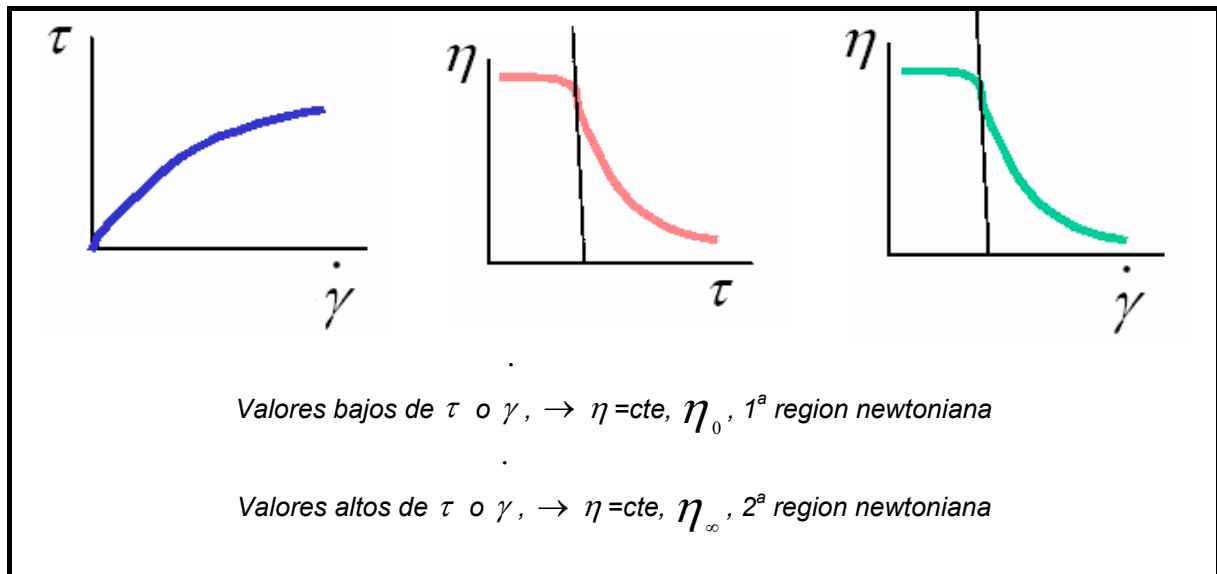 τ η η
γ̇ τ γ̇
Valores bajos de τ o γ̇ , → η =cte, η₀ , 1ª region newtoniana
Valores altos de τ o γ̇ , → η =cte, η∞ , 2ª region newtoniana